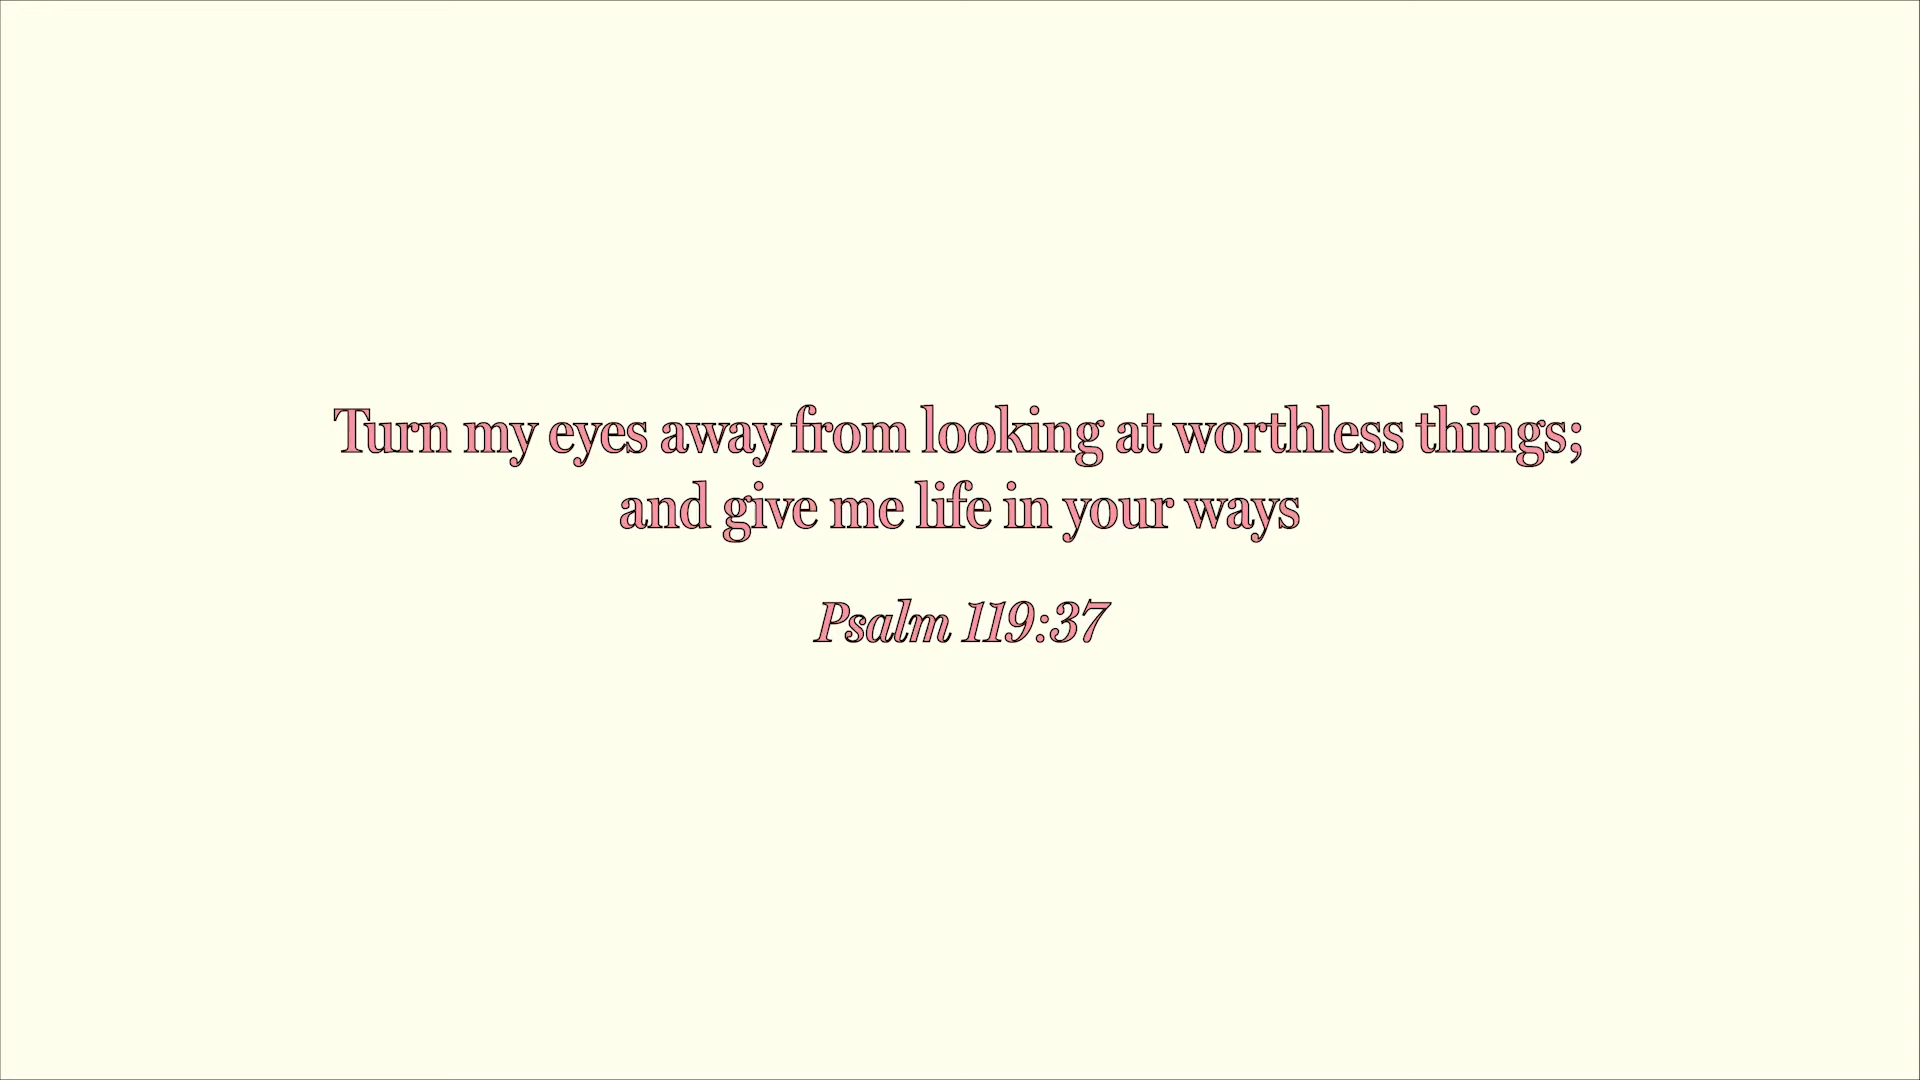 Turn my eyes away from looking at worthless things;
and give me life in your ways
Psalm 119:37